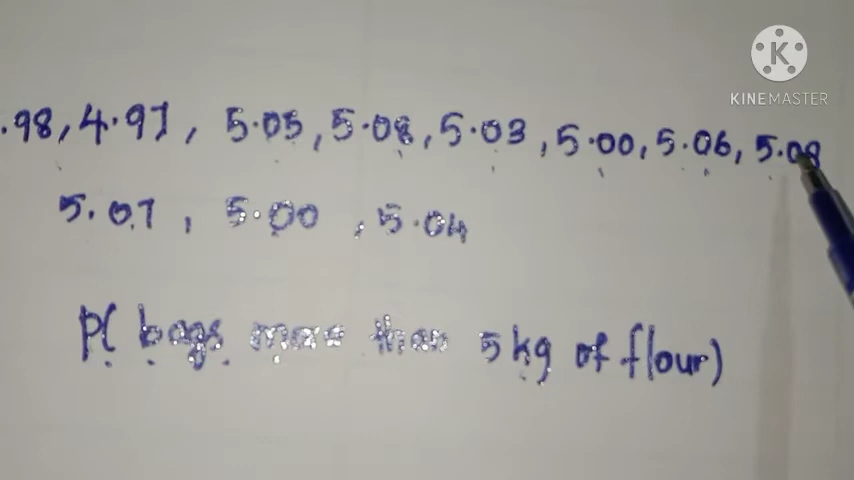 K
KINEMASTER
.98, 4.97, 5.05, 5.08, 5.03, 5.00, 5.06, 5.08
5.07, 5.00, 5.04
P( bags more than 5 kg of flour)